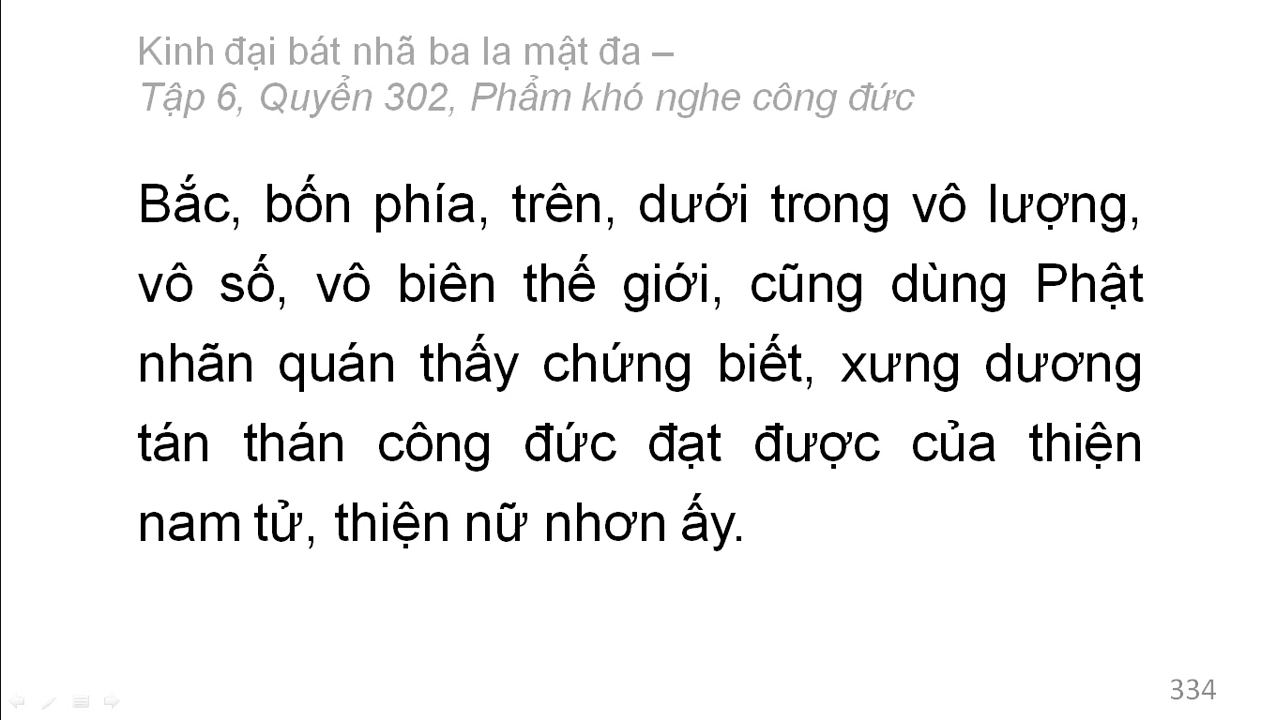 Kinh đại bát nhã ba la mật đa –
Tập 6, Quyển 302, Phẩm khó nghe công đức
Bắc, bốn phía, trên, dưới trong vô lượng,
vô số, vô biên thế giới, cũng dùng Phật
nhãn quán thấy chứng biết, xưng dương
tán thán công đức đạt được của thiện
nam tử, thiện nữ nhơn ấy.
334